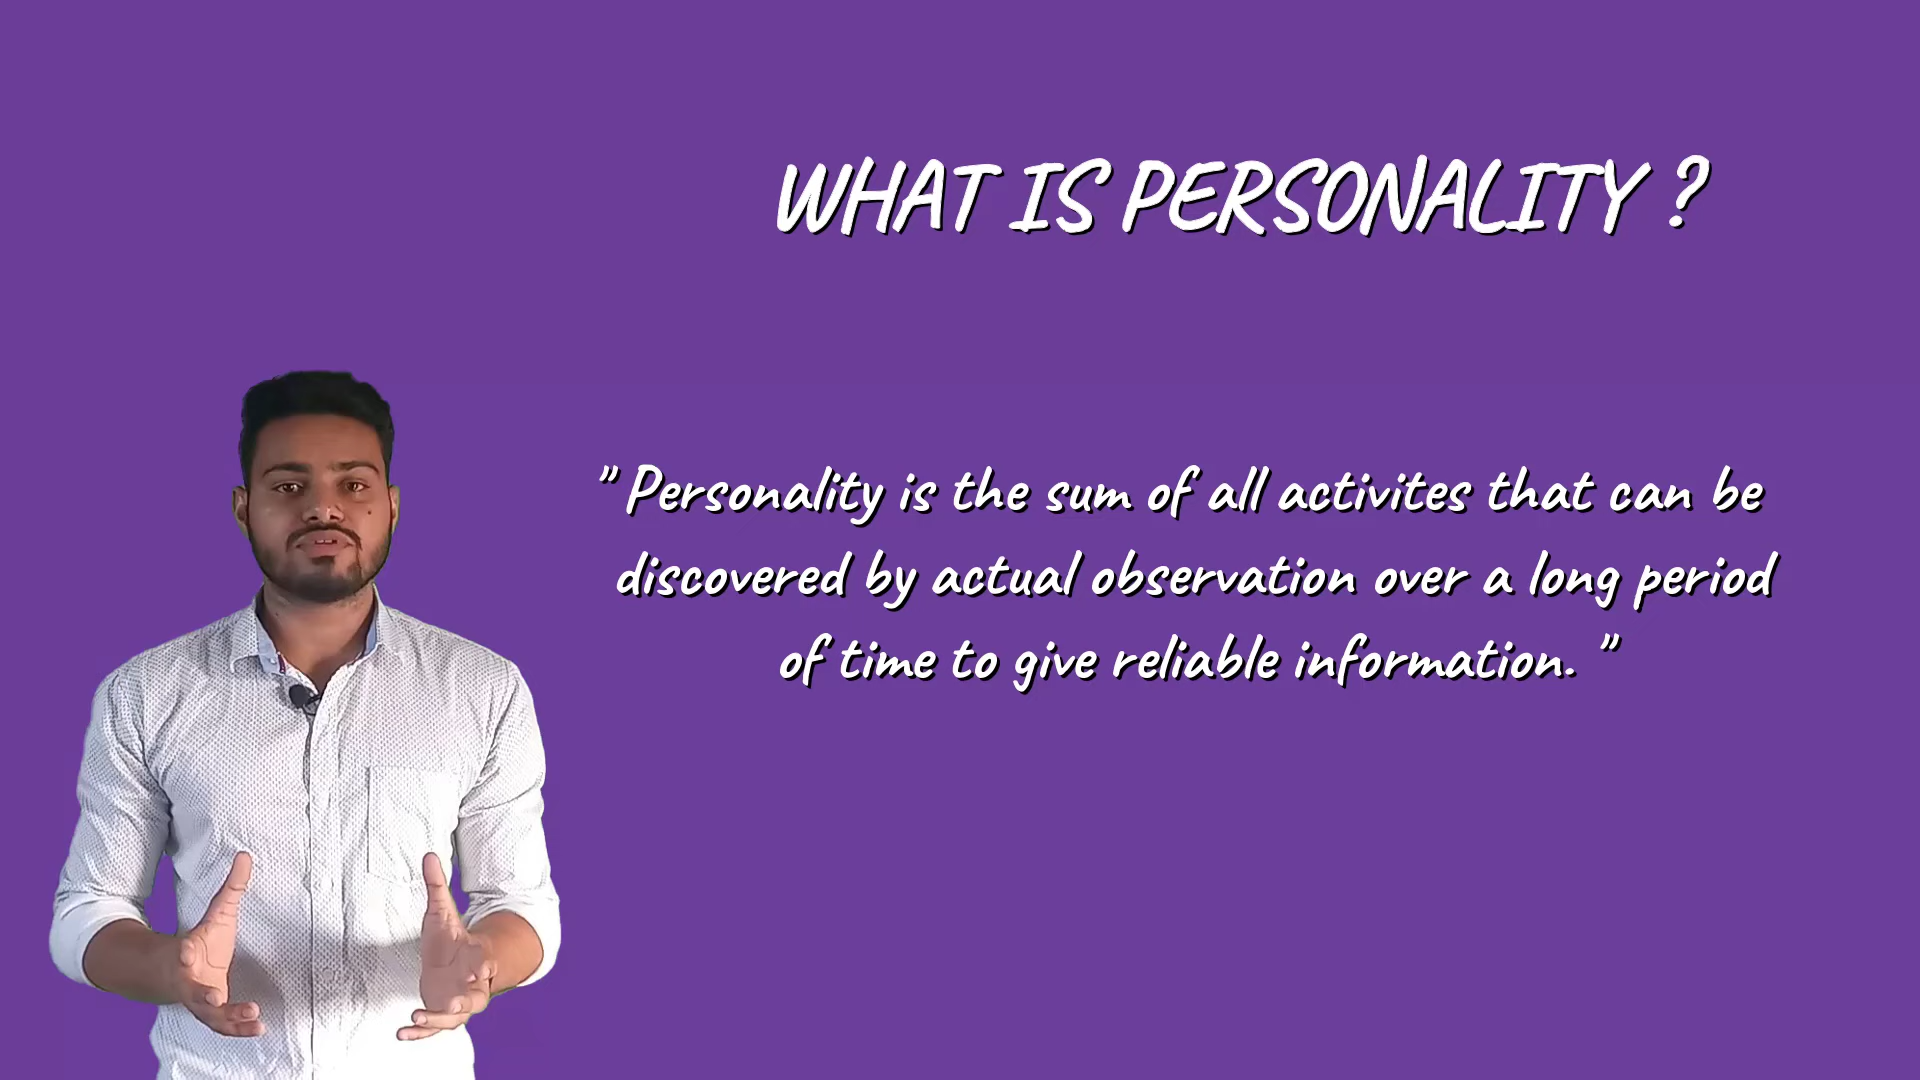 WHAT IS PERSONALITY ?
" Personality is the sum of all activites that can be
discovered by actual observation over a long period
of time to give reliable information. "